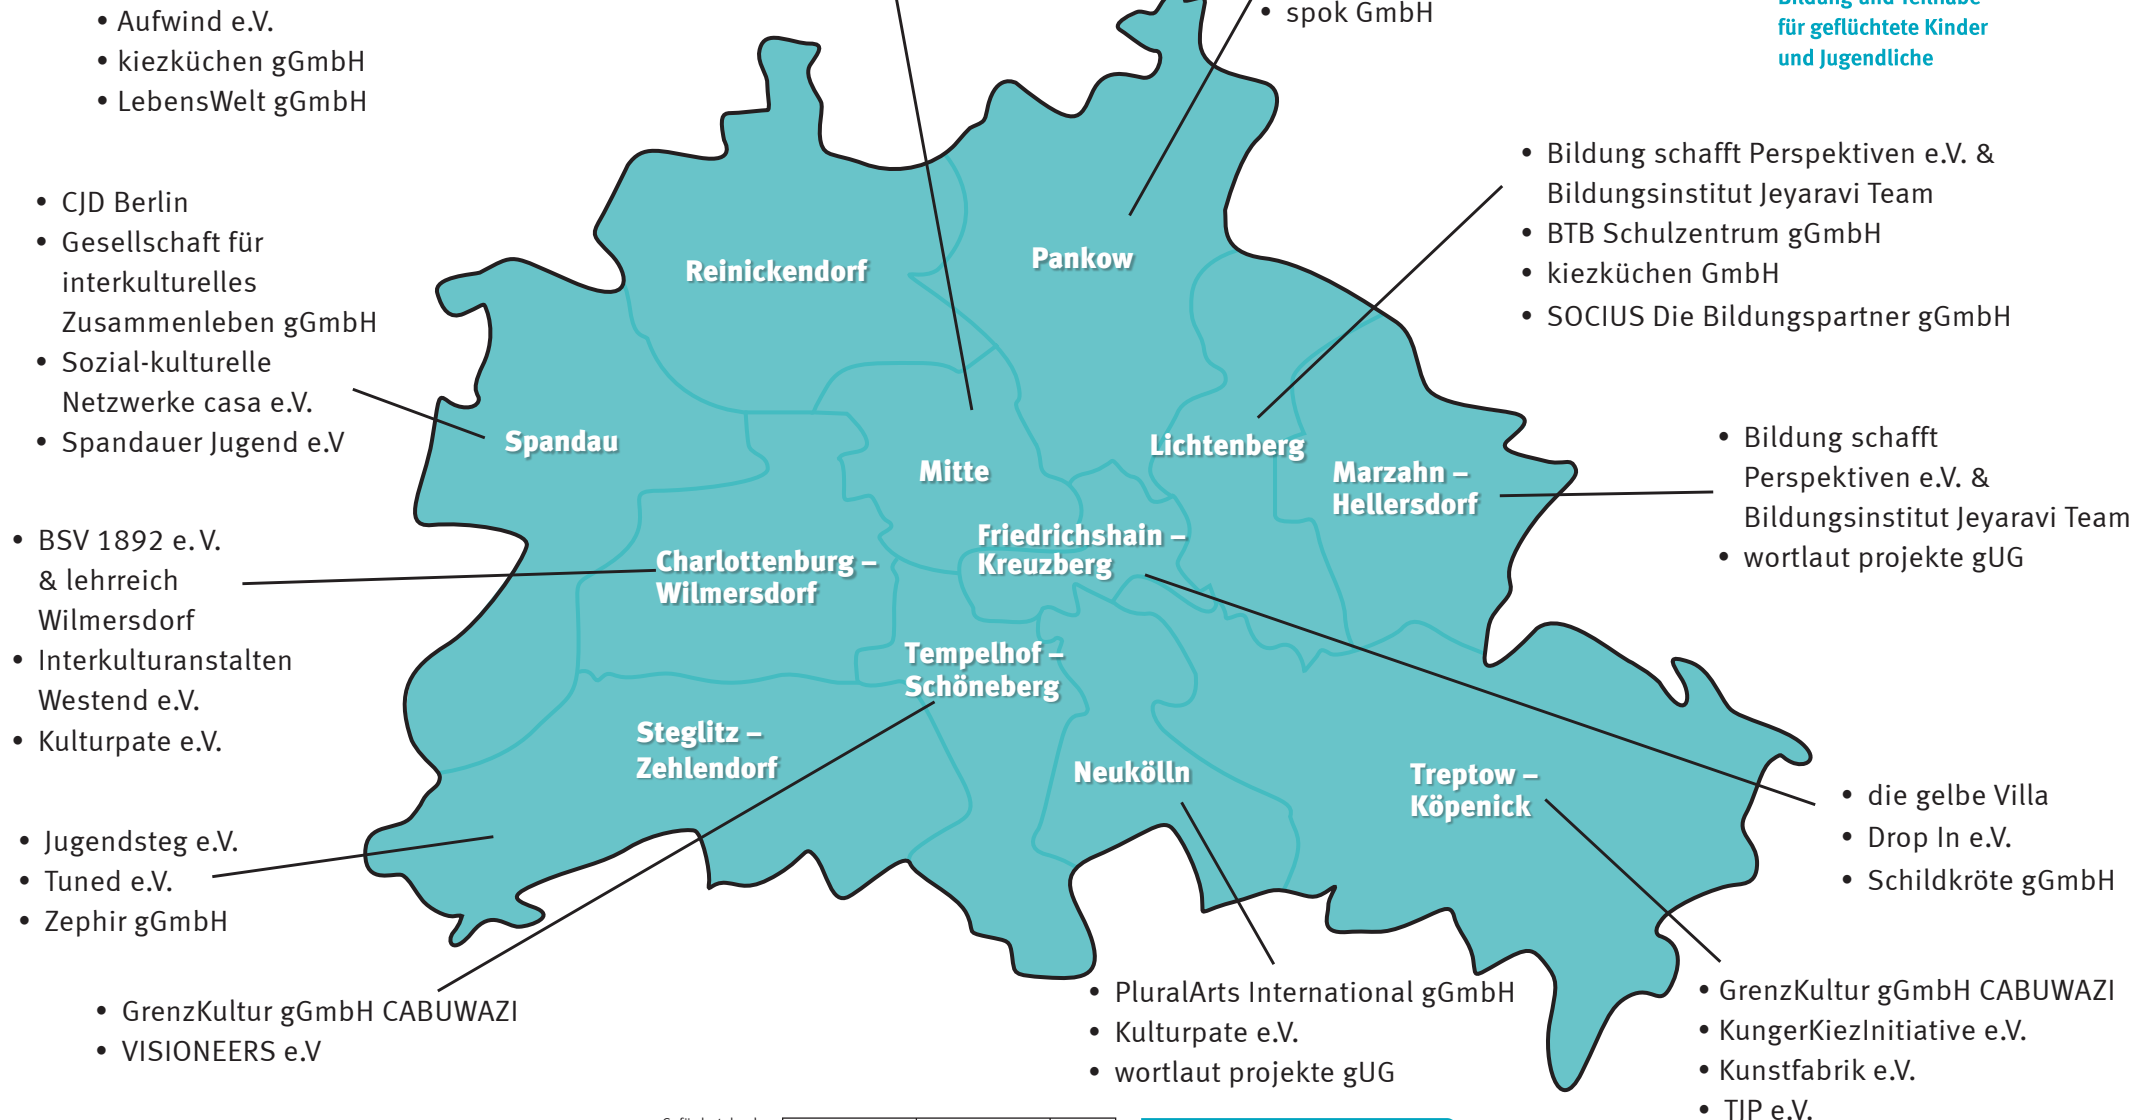 • Aufwind e.V.
• kiezküchen gGmbH
• LebensWelt gGmbH
• spok GmbH
Bildung und Teilhabe
für geflüchtete Kinder
und Jugendliche
• CJD Berlin
• Gesellschaft für
interkulturelles
Zusammenleben gGmbH
• Sozial-kulturelle
Netzwerke casa e.V.
• Spandauer Jugend e.V
• Bildung schafft Perspektiven e.V. &
Bildungsinstitut Jeyaravi Team
• BTB Schulzentrum gGmbH
• kiezküchen GmbH
• SOCIUS Die Bildungspartner gGmbH
Reinickendorf
Pankow
Spandau
Mitte
Lichtenberg
Marzahn –
Hellersdorf
Friedrichshain –
Kreuzberg
Charlottenburg –
Wilmersdorf
Tempelhof –
Schöneberg
Steglitz –
Zehlendorf
Neukölln
Treptow –
Köpenick
• Bildung schafft
Perspektiven e.V. &
Bildungsinstitut Jeyaravi Team
• wortlaut projekte gUG
• BSV 1892 e. V.
& lehrreich
Wilmersdorf
• Interkulturanstalten
Westend e.V.
• Kulturpate e.V.
• Jugendsteg e.V.
• Tuned e.V.
• Zephir gGmbH
• die gelbe Villa
• Drop In e.V.
• Schildkröte gGmbH
• GrenzKultur gGmbH CABUWAZI
• VISIONEERS e.V
• PluralArts International gGmbH
• Kulturpate e.V.
• wortlaut projekte gUG
• GrenzKultur gGmbH CABUWAZI
• KungerKiezInitiative e.V.
• Kunstfabrik e.V.
• TJP e.V.